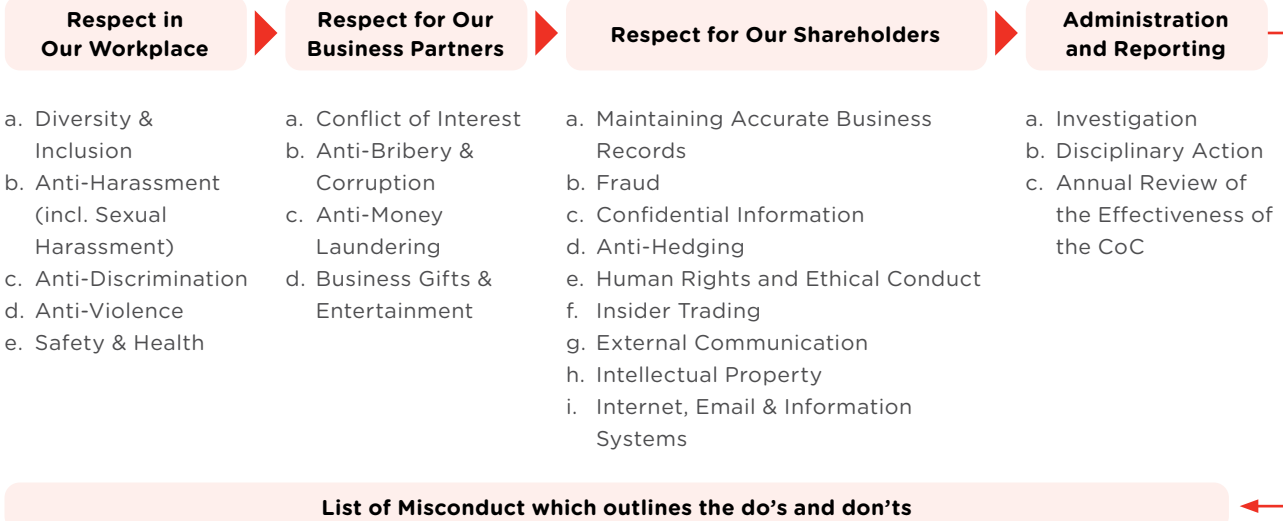 Respect in
Our Workplace
a. Diversity &
Inclusion
b. Anti-Harassment
(incl. Sexual
Harassment)
c. Anti-Discrimination
d. Anti-Violence
e. Safety & Health
Respect for Our
Business Partners
a. Conflict of Interest
b. Anti-Bribery &
Corruption
c. Anti-Money
Laundering
d. Business Gifts &
Entertainment
Respect for Our Shareholders
a. Maintaining Accurate Business
Records
b. Fraud
c. Confidential Information
d. Anti-Hedging
e. Human Rights and Ethical Conduct
f. Insider Trading
g. External Communication
h. Intellectual Property
i. Internet, Email & Information
Systems
Administration
and Reporting
a. Investigation
b. Disciplinary Action
c. Annual Review of
the Effectiveness of
the CoC
List of Misconduct which outlines the do’s and don’ts